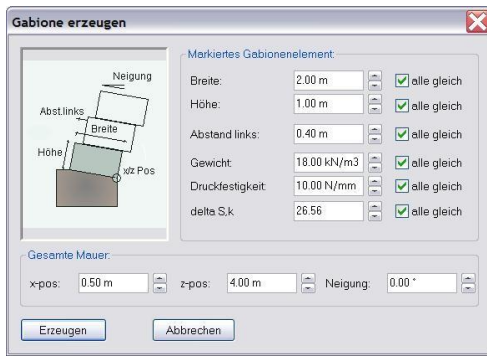 Gabione erzeugen
Neigung
Abst.links
Breite
Höhe
x/z Pos
Markiertes Gabionenelement:
Breite: 2.00 m alle gleich
Höhe: 1.00 m alle gleich
Abstand links: 0.40 m alle gleich
Gewicht: 18.00 kN/m3 alle gleich
Druckfestigkeit: 10.00 N/mm alle gleich
delta S,k 26.56 alle gleich
Gesamte Mauer:
x-pos: 0.50 m z-pos: 4.00 m Neigung: 0.00 °
Erzeugen Abbrechen